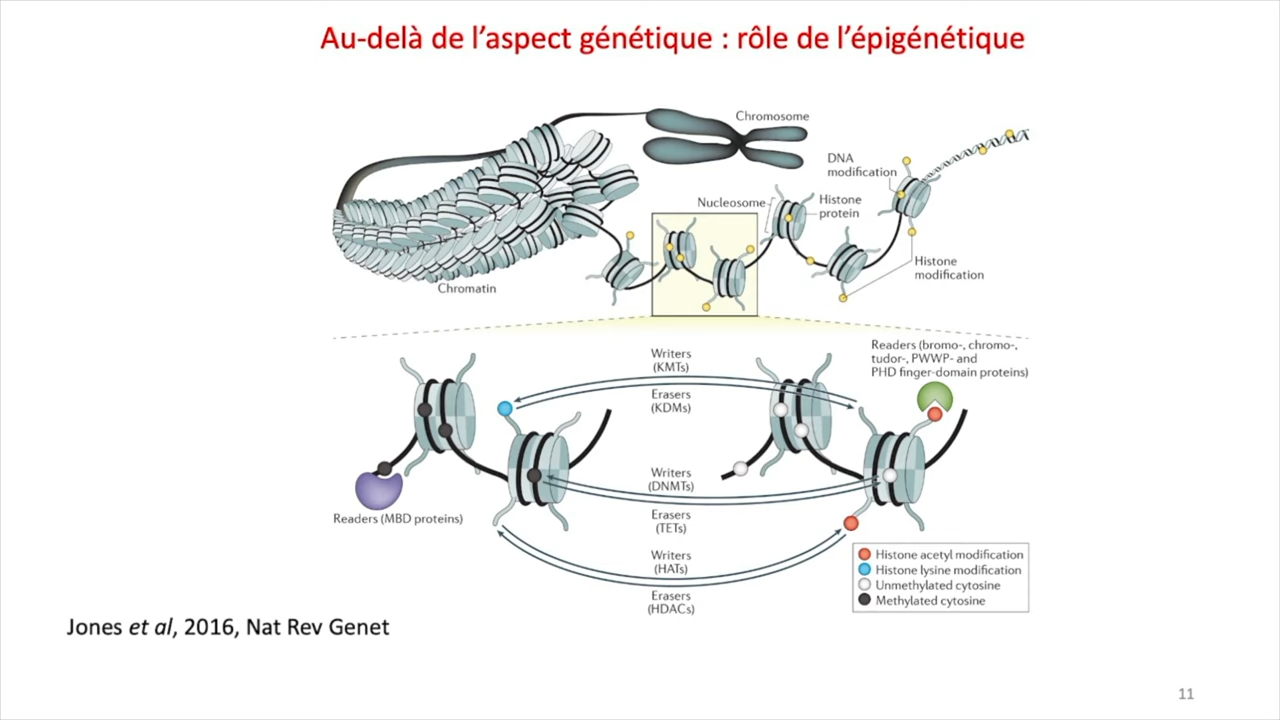 Au-delà de l’aspect génétique : rôle de l’épigénétique
Chromosome
DNA
modification
Nucleosome
Histone
protein
Histone
modification
Chromatin
Readers (bromo-, chromo-,
tudor-, PWWP- and
PHD finger-domain proteins)
Writers
(KMTs)
Erasers
(KDMs)
Writers
(DNMTs)
Erasers
(TETs)
Readers (MBD proteins)
Writers
(HATs)
Erasers
(HDACs)
Histone acetyl modification
Histone lysine modification
Unmethylated cytosine
Methylated cytosine
Jones et al, 2016, Nat Rev Genet
11